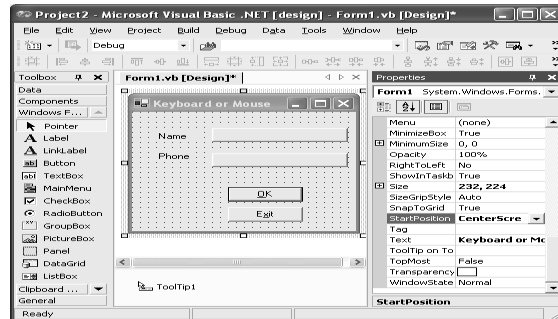 Project2 - Microsoft Visual Basic .NET [design] - Form1.vb [Design]*
File Edit View Project Build Debug Data Tools Window Help
Debug
Toolbox
Data
Components
Windows F...
Pointer
Label
LinkLabel
Button
TextBox
MainMenu
CheckBox
RadioButton
GroupBox
PictureBox
Panel
DataGrid
ListBox
Clipboard ...
General
Form1.vb [Design]*
Keyboard or Mouse
Name
Phone
OK
Exit
ToolTip1
Properties
Form1 System.Windows.Forms.
Menu (none)
MinimizeBox True
MinimumSize 0, 0
Opacity 100%
RightToLeft No
ShowInTaskb True
Size 232, 224
SizeGripStyle Auto
SnapToGrid True
StartPosition CenterScre
Tag
Text Keyboard or Mo
ToolTip on To
TopMost False
Transparency
WindowState Normal
StartPosition
Ready